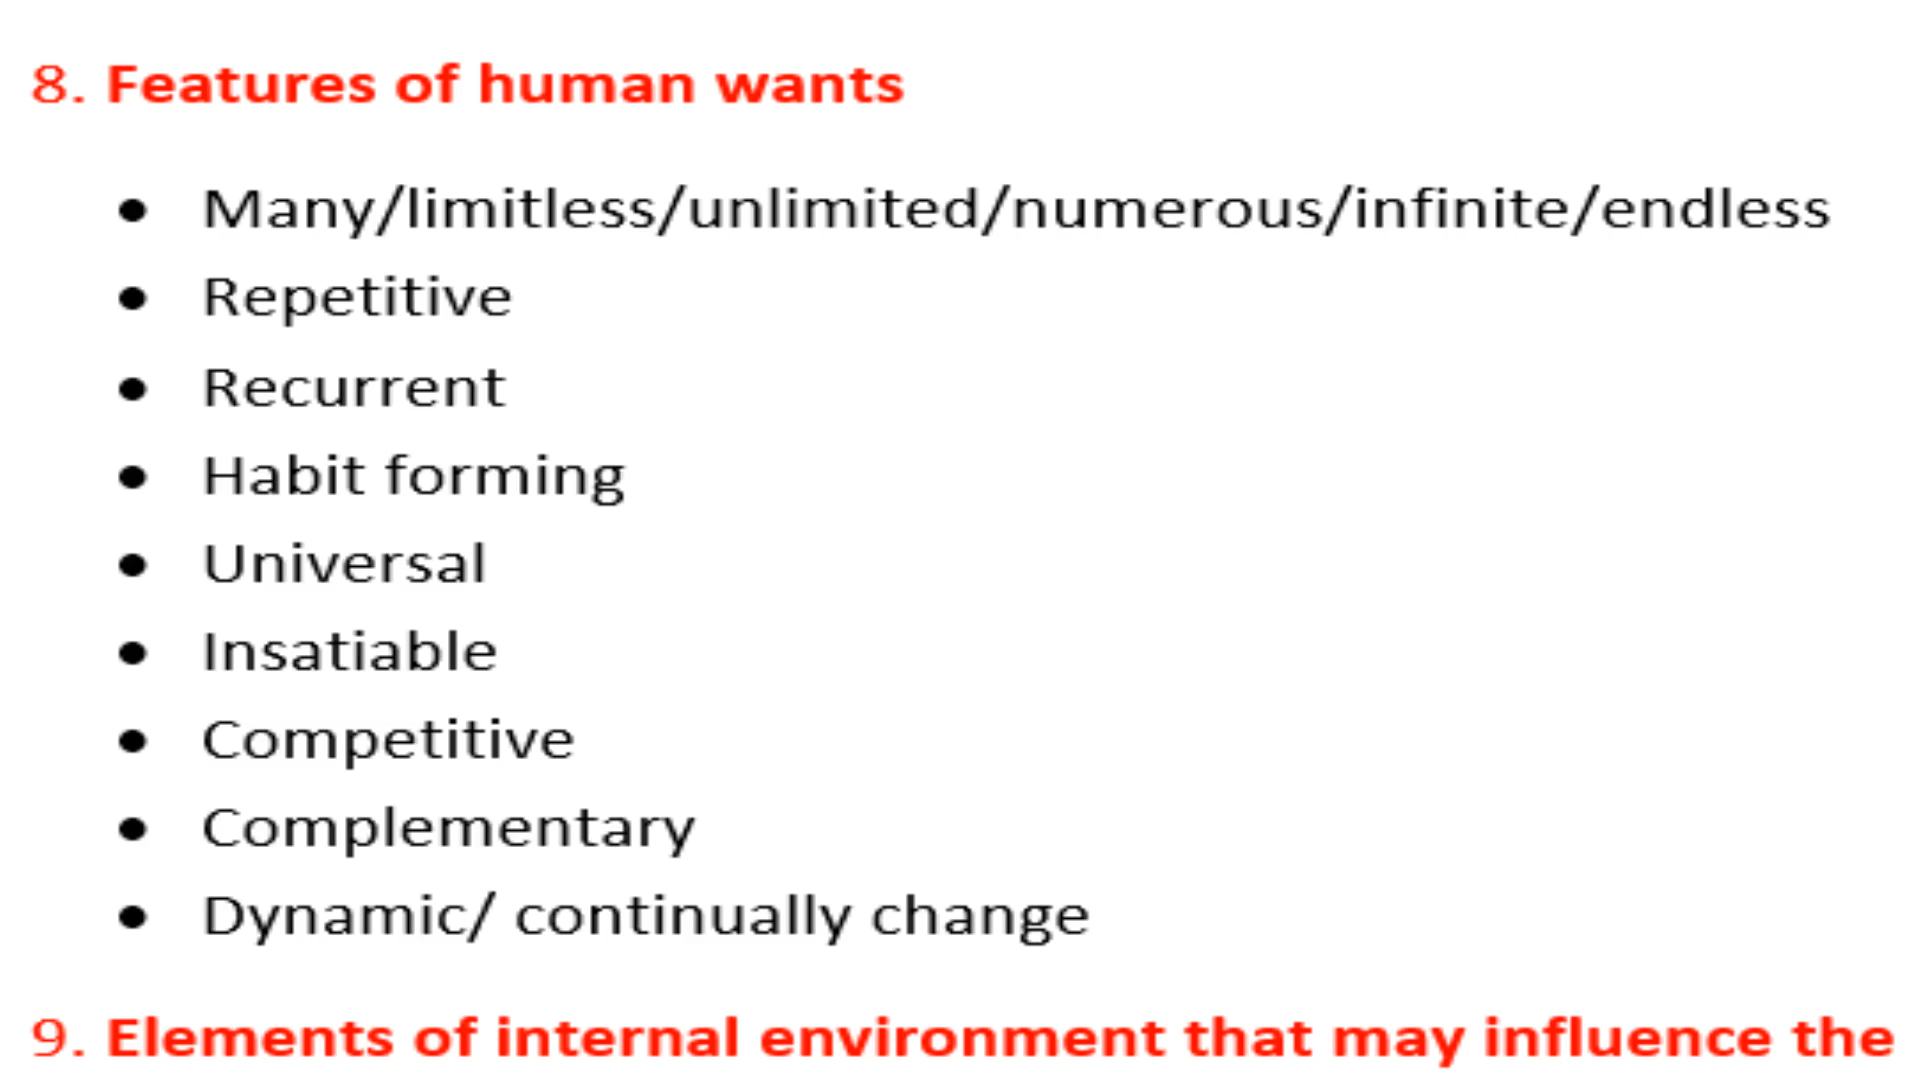 8. Features of human wants
● Many/limitless/unlimited/numerous/infinite/endless
● Repetitive
● Recurrent
● Habit forming
● Universal
● Insatiable
● Competitive
● Complementary
● Dynamic/ continually change
9. Elements of internal environment that may influence the